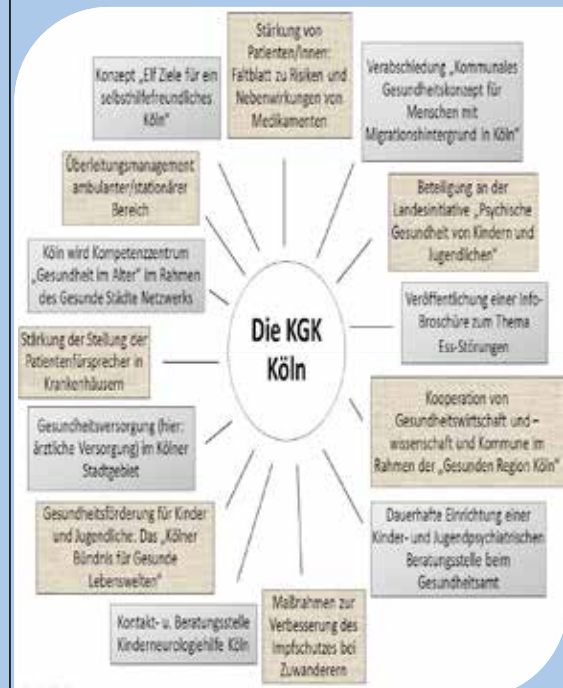 Stärkung von
Patienten/innen:
Faltblatt zu Risiken und
Nebenwirkungen von
Medikamenten
Verabschiedung „Kommunales
Gesundheitskonzept für
Menschen mit
Migrationshintergrund in Köln"
Beteiligung an der
Landesinitiative „Psychische
Gesundheit von Kindern und
Jugendlichen"
Veröffentlichung einer Info-
Broschüre zum Thema
Ess-Störungen
Kooperation von
Gesundheitswirtschaft und –
wissenschaft und Kommune im
Rahmen der „Gesunden Region Köln"
Dauerhafte Einrichtung einer
Kinder- und Jugendpsychiatrischen
Beratungsstelle beim
Gesundheitsamt
Maßnahmen zur
Verbesserung des
Impfschutzes bei
Zuwanderern
Kontakt- u. Beratungsstelle
Kinderneurologiehilfe Köln
Gesundheitsförderung für Kinder
und Jugendliche: Das „Kölner
Bündnis für Gesunde
Lebenswelten"
Gesundheitsversorgung (hier:
ärztliche Versorgung) im Kölner
Stadtgebiet
Stärkung der Stellung der
Patientenfürsprecher in
Krankenhäusern
Köln wird Kompetenzzentrum
„Gesundheit im Alter" im Rahmen
des Gesunde Städte Netzwerks
Überleitungsmanagement
ambulanter/stationärer
Bereich
Konzept „Elf Ziele für ein
selbsthilfefreundliches
Köln"
Die KGK
Köln